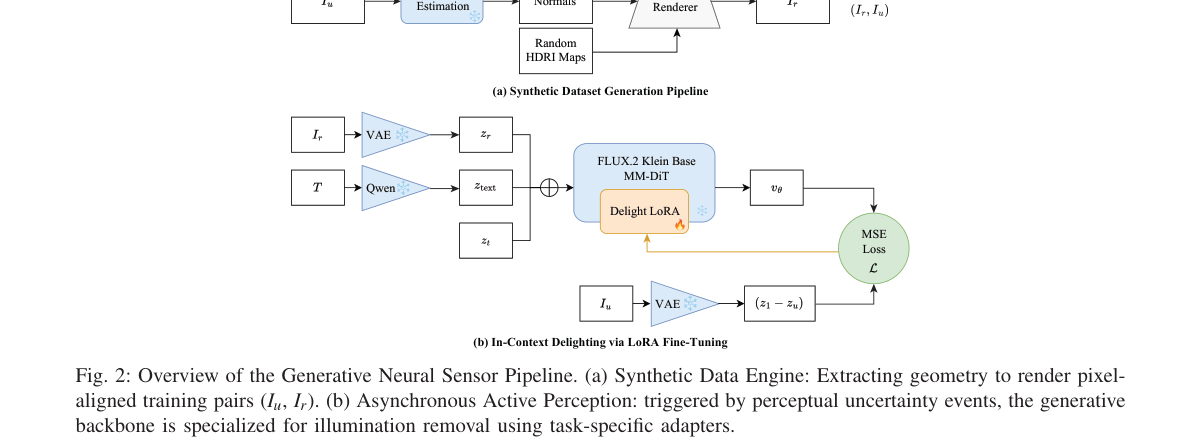 I_u
Estimation
Normals
Renderer
I_r
(I_r, I_u)
Random
HDRI Maps
(a) Synthetic Dataset Generation Pipeline
I_r
VAE
z_r
T
Qwen
z_text
z_t
FLUX.2 Klein Base
MM-DiT
Delight LoRA
v_θ
MSE
Loss
ℒ
I_u
VAE
(z_1 − z_u)
(b) In-Context Delighting via LoRA Fine-Tuning
Fig. 2: Overview of the Generative Neural Sensor Pipeline. (a) Synthetic Data Engine: Extracting geometry to render pixel-
aligned training pairs (I_u, I_r). (b) Asynchronous Active Perception: triggered by perceptual uncertainty events, the generative
backbone is specialized for illumination removal using task-specific adapters.